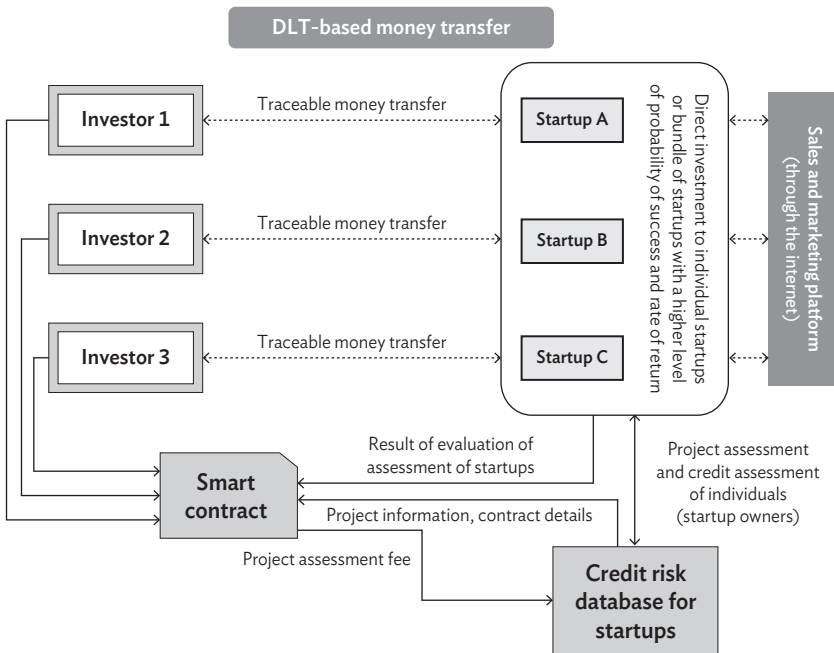 DLT-based money transfer
Investor 1
Traceable money transfer
Startup A
Investor 2
Traceable money transfer
Startup B
Investor 3
Traceable money transfer
Startup C
Direct investment to individual startups
or bundle of startups with a higher level
of probability of success and rate of return
Sales and marketing platform
(through the internet)
Result of evaluation of
assessment of startups
Project assessment
and credit assessment
of individuals
(startup owners)
Smart
contract
Project information, contract details
Project assessment fee
Credit risk
database for
startups